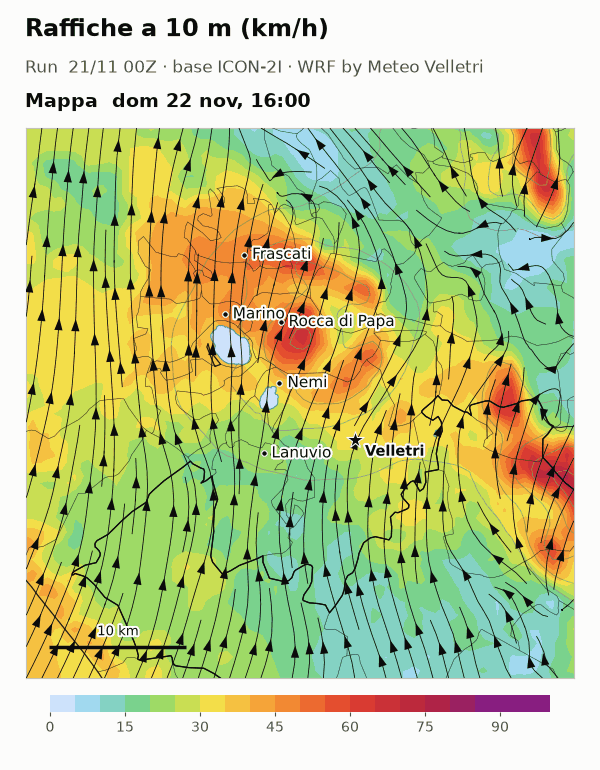 Raffiche a 10 m (km/h)
Run  21/11 00Z · base ICON-2I · WRF by Meteo Velletri
Mappa  dom 22 nov, 16:00
Frascati
Marino
Rocca di Papa
Nemi
Velletri
Lanuvio
10 km
0 15 30 45 60 75 90